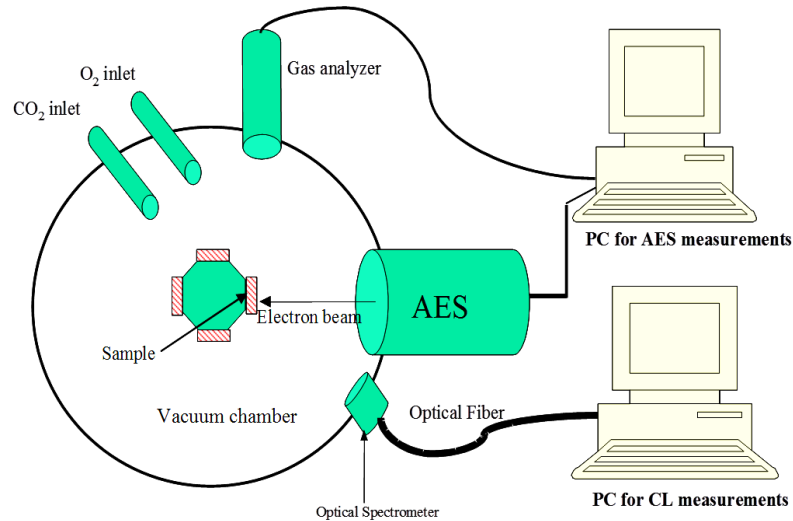 Gas analyzer
O2 inlet
CO2 inlet
PC for AES measurements
AES
Electron beam
Sample
Vacuum chamber
Optical Fiber
Optical Spectrometer
PC for CL measurements